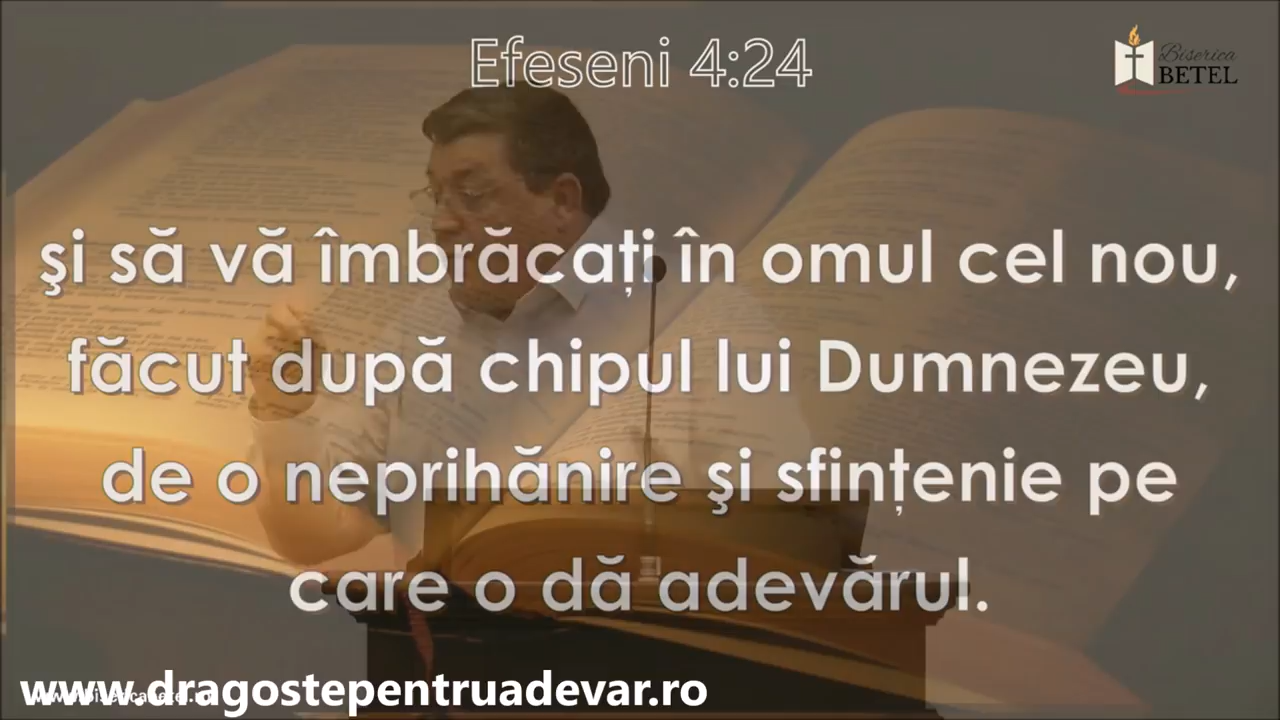 Efeseni 4:24
Biserica
BETEL
şi să vă îmbrăcaţi în omul cel nou,
făcut după chipul lui Dumnezeu,
de o neprihănire şi sfinţenie pe
care o dă adevărul.
www.dragostepentruadevar.ro